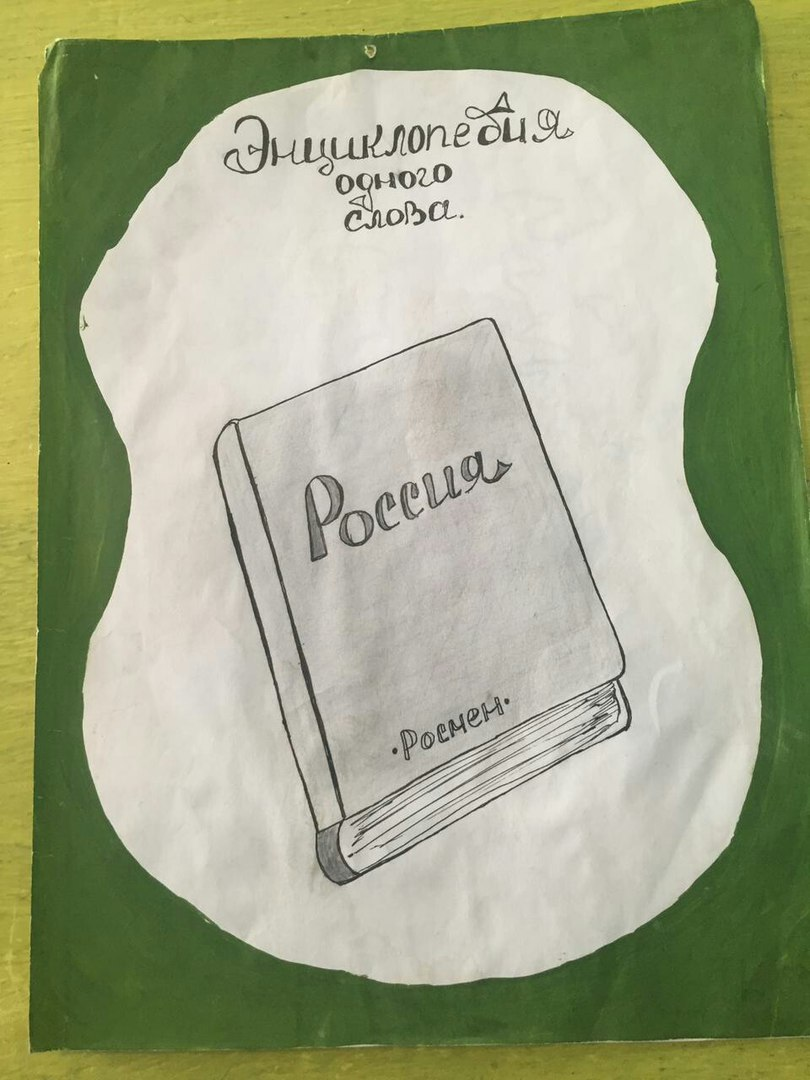 Энциклопедия
одного
слова.
Россия
·Росмен·